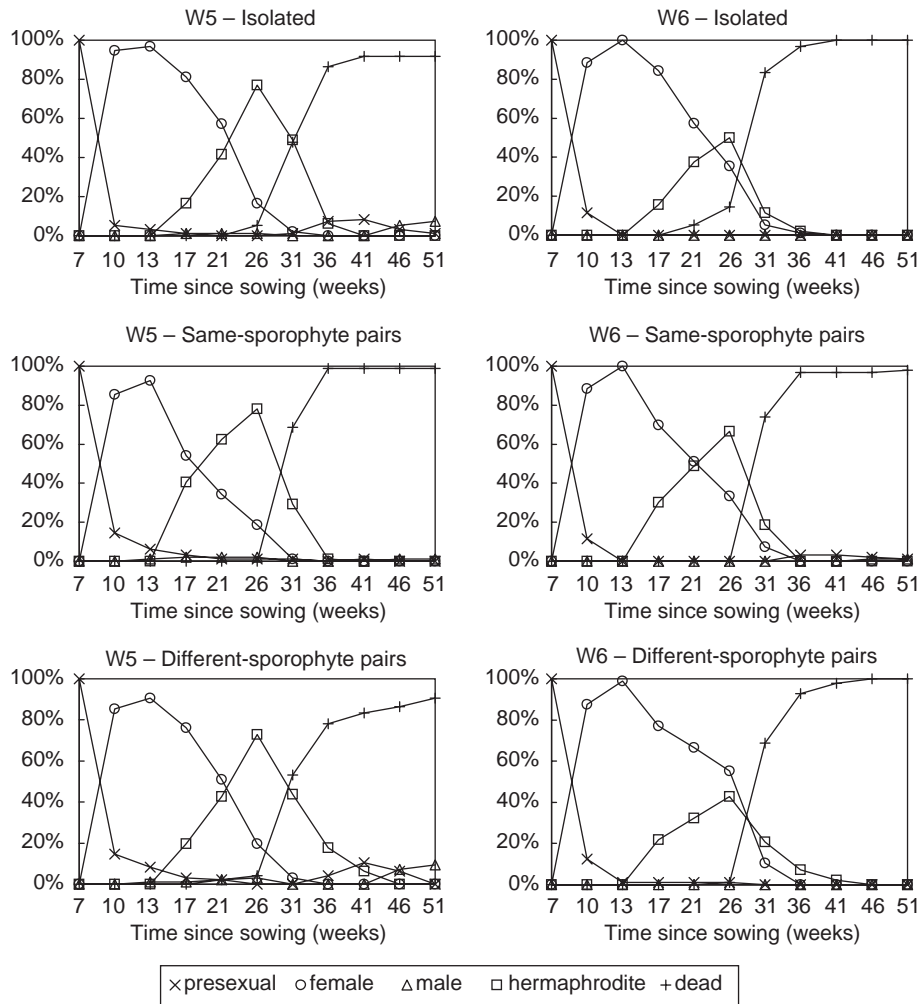 W5 – Isolated
100%
80%
60%
40%
20%
0%
7 10 13 17 21 26 31 36 41 46 51
Time since sowing (weeks)
W6 – Isolated
100%
80%
60%
40%
20%
0%
7 10 13 17 21 26 31 36 41 46 51
Time since sowing (weeks)
W5 – Same-sporophyte pairs
100%
80%
60%
40%
20%
0%
7 10 13 17 21 26 31 36 41 46 51
Time since sowing (weeks)
W6 – Same-sporophyte pairs
100%
80%
60%
40%
20%
0%
7 10 13 17 21 26 31 36 41 46 51
Time since sowing (weeks)
W5 – Different-sporophyte pairs
100%
80%
60%
40%
20%
0%
7 10 13 17 21 26 31 36 41 46 51
Time since sowing (weeks)
W6 – Different-sporophyte pairs
100%
80%
60%
40%
20%
0%
7 10 13 17 21 26 31 36 41 46 51
Time since sowing (weeks)
presexual female male hermaphrodite dead